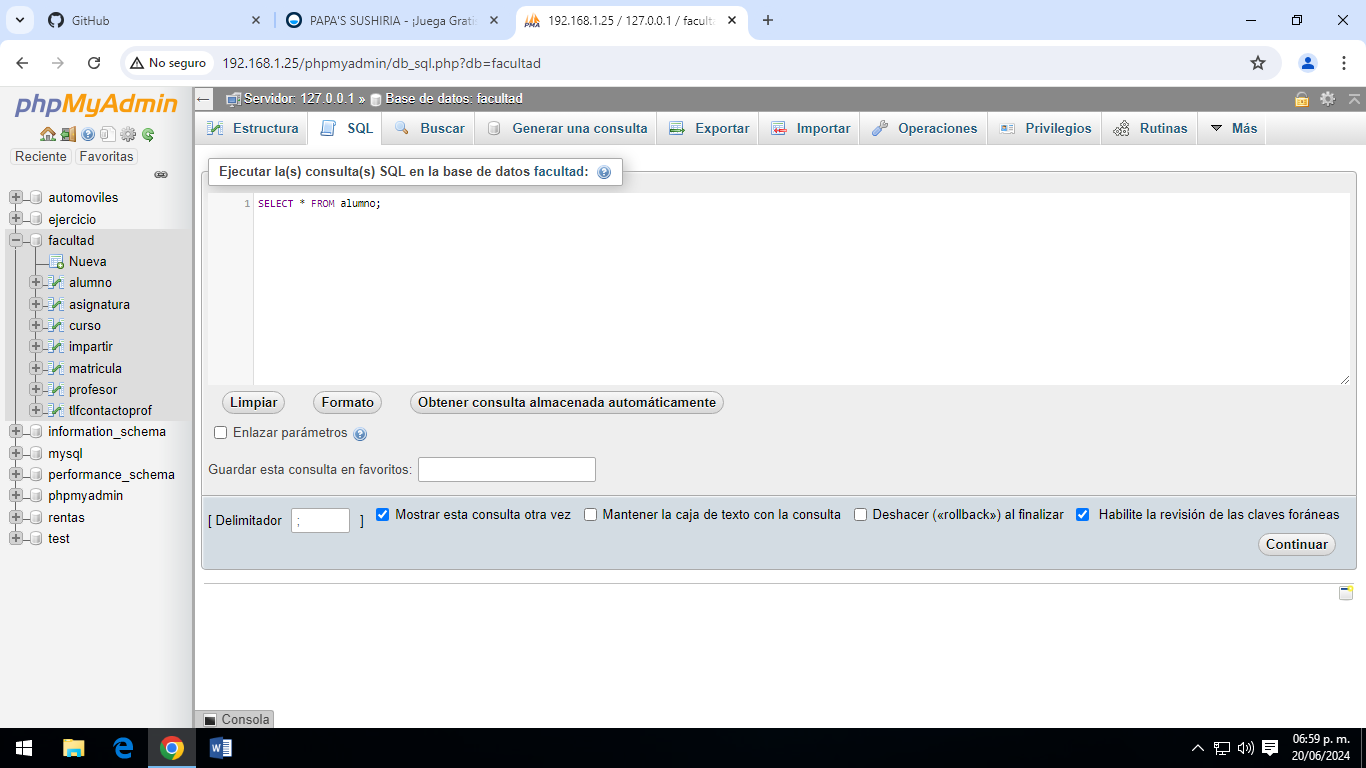 GitHub
PAPA'S SUSHIRIA - ¡Juega Gratis
192.168.1.25 / 127.0.0.1 / facult
No seguro
192.168.1.25/phpmyadmin/db_sql.php?db=facultad
phpMyAdmin
Reciente
Favoritas
automoviles
ejercicio
facultad
Nueva
alumno
asignatura
curso
impartir
matricula
profesor
tlfcontactoprof
information_schema
mysql
performance_schema
phpmyadmin
rentas
test
Servidor: 127.0.0.1 » Base de datos: facultad
Estructura
SQL
Buscar
Generar una consulta
Exportar
Importar
Operaciones
Privilegios
Rutinas
Más
Ejecutar la(s) consulta(s) SQL en la base de datos facultad:
1 SELECT * FROM alumno;
Limpiar
Formato
Obtener consulta almacenada automáticamente
Enlazar parámetros
Guardar esta consulta en favoritos:
[ Delimitador ; ]
Mostrar esta consulta otra vez
Mantener la caja de texto con la consulta
Deshacer («rollback») al finalizar
Habilite la revisión de las claves foráneas
Continuar
Consola
06:59 p. m.
20/06/2024